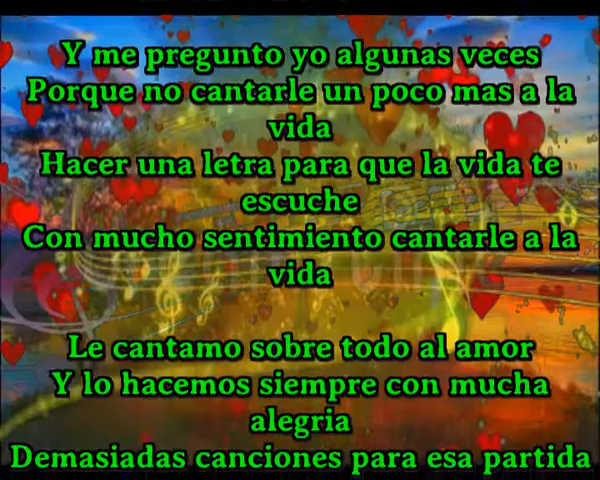 Y me pregunto yo algunas veces
Porque no cantarle un poco mas a la
vida
Hacer una letra para que la vida te
escuche
Con mucho sentimiento cantarle a la
vida
Le cantamo sobre todo al amor
Y lo hacemos siempre con mucha
alegria
Demasiadas canciones para esa partida